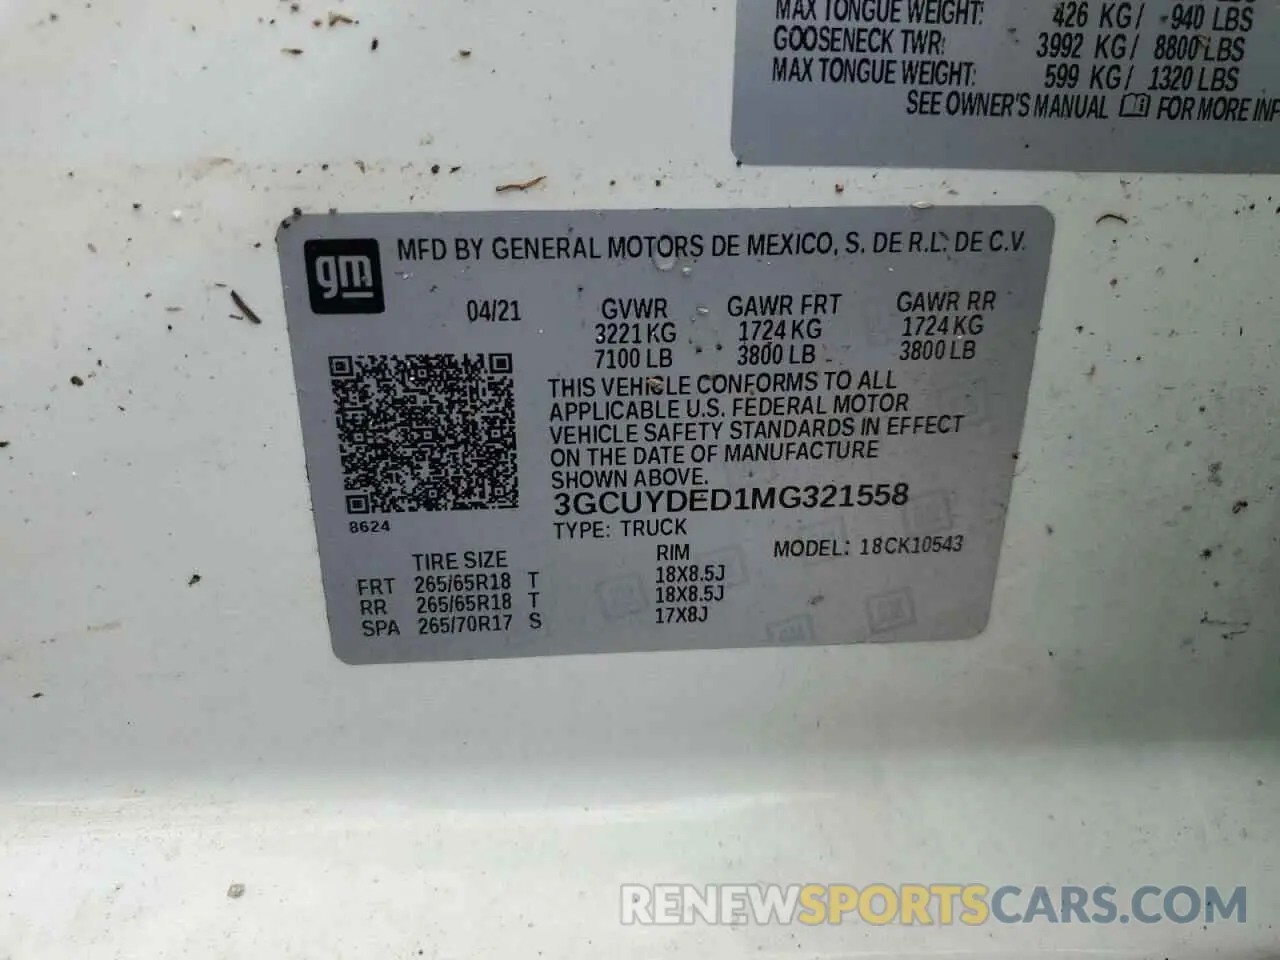 MAX TONGUE WEIGHT: 426 KG/ 940 LBS
GOOSENECK TWR: 3992 KG/ 8800 LBS
MAX TONGUE WEIGHT: 599 KG/ 1320 LBS
SEE OWNER'S MANUAL FOR MORE INF
gm MFD BY GENERAL MOTORS DE MEXICO, S. DE R.L. DE C.V.
04/21 GVWR GAWR FRT GAWR RR
3221 KG 1724 KG 1724 KG
7100 LB 3800 LB 3800 LB
THIS VEHICLE CONFORMS TO ALL
APPLICABLE U.S. FEDERAL MOTOR
VEHICLE SAFETY STANDARDS IN EFFECT
ON THE DATE OF MANUFACTURE
SHOWN ABOVE.
3GCUYDED1MG321558
8624 TYPE: TRUCK
MODEL: 18CK10543
TIRE SIZE RIM
FRT 265/65R18 T 18X8.5J
RR 265/65R18 T 18X8.5J
SPA 265/70R17 S 17X8J
RENEWSPORTSCARS.COM